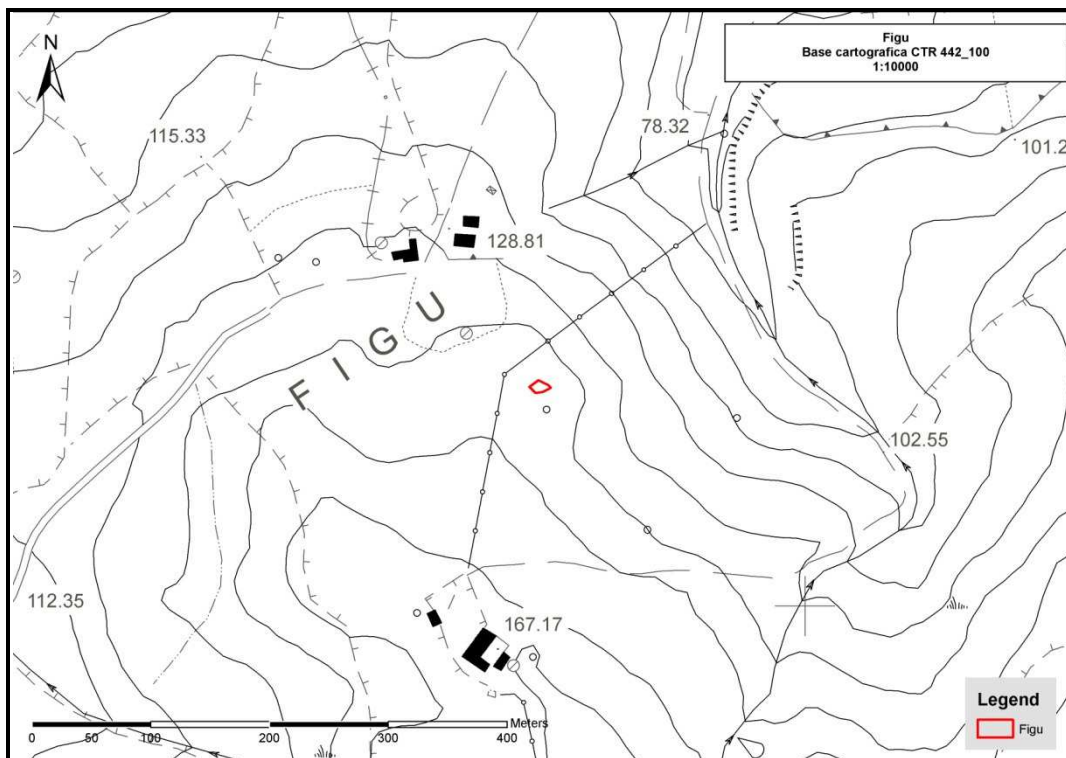 Figu
Base cartografica CTR 442_100
1:10000
N
115.33
78.32
101.2
128.81
FIGU
102.55
112.35
167.17
Meters
0 50 100 200 300 400
Legend
Figu